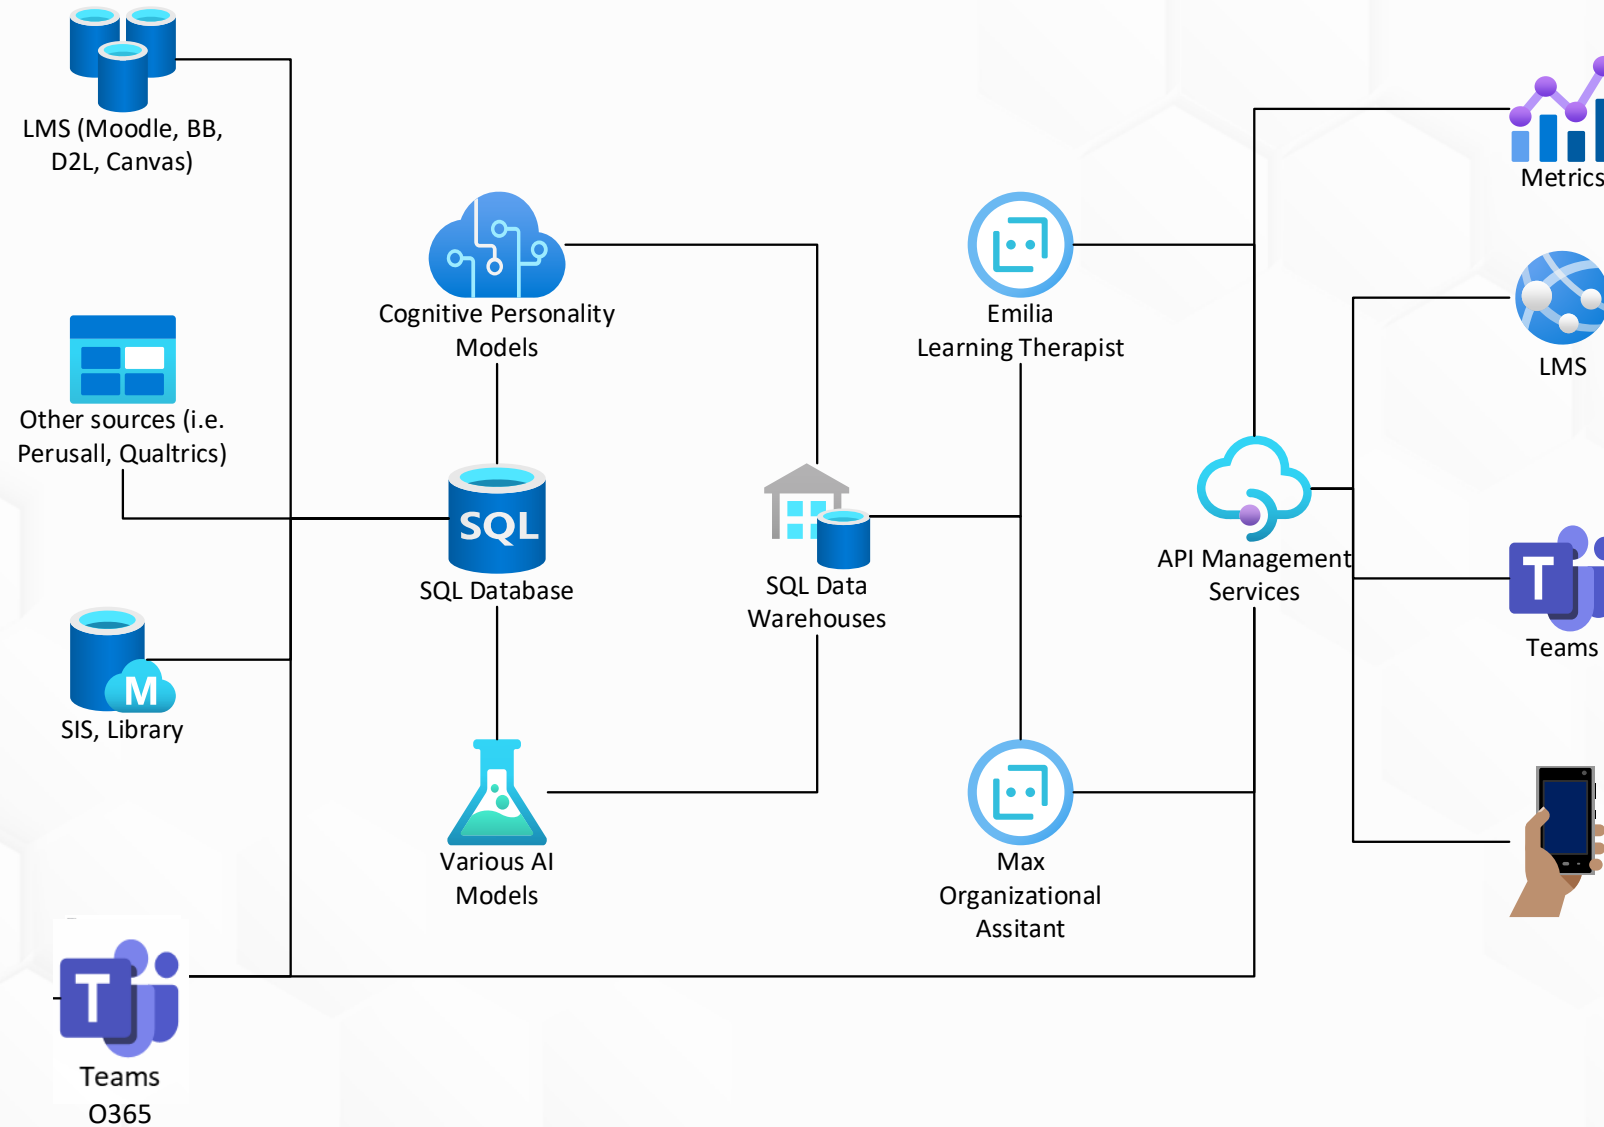 LMS (Moodle, BB,
D2L, Canvas)
Other sources (i.e.
Perusall, Qualtrics)
M
SIS, Library
T
Teams
O365
Cognitive Personality
Models
SQL
SQL Database
Various AI
Models
SQL Data
Warehouses
Emilia
Learning Therapist
Max
Organizational
Assitant
API Management
Services
Metrics
LMS
T
Teams